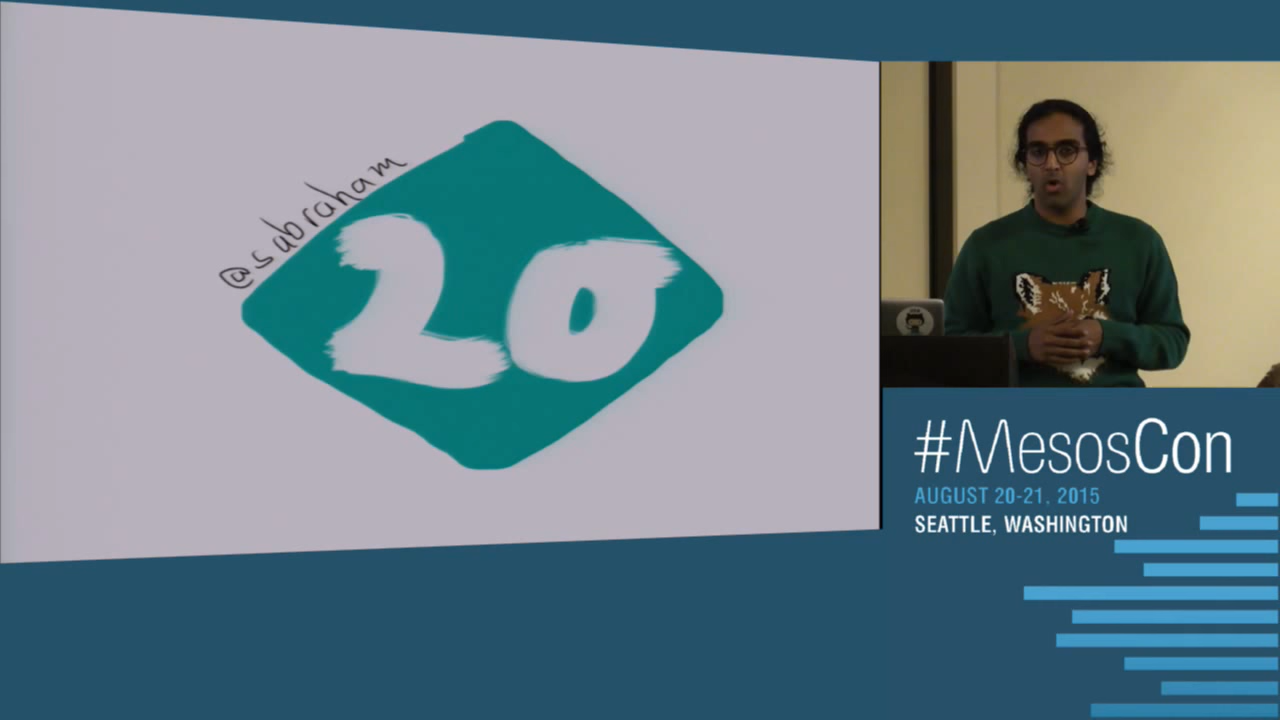 @sabraham
20
#MesosCon
AUGUST 20-21, 2015
SEATTLE, WASHINGTON